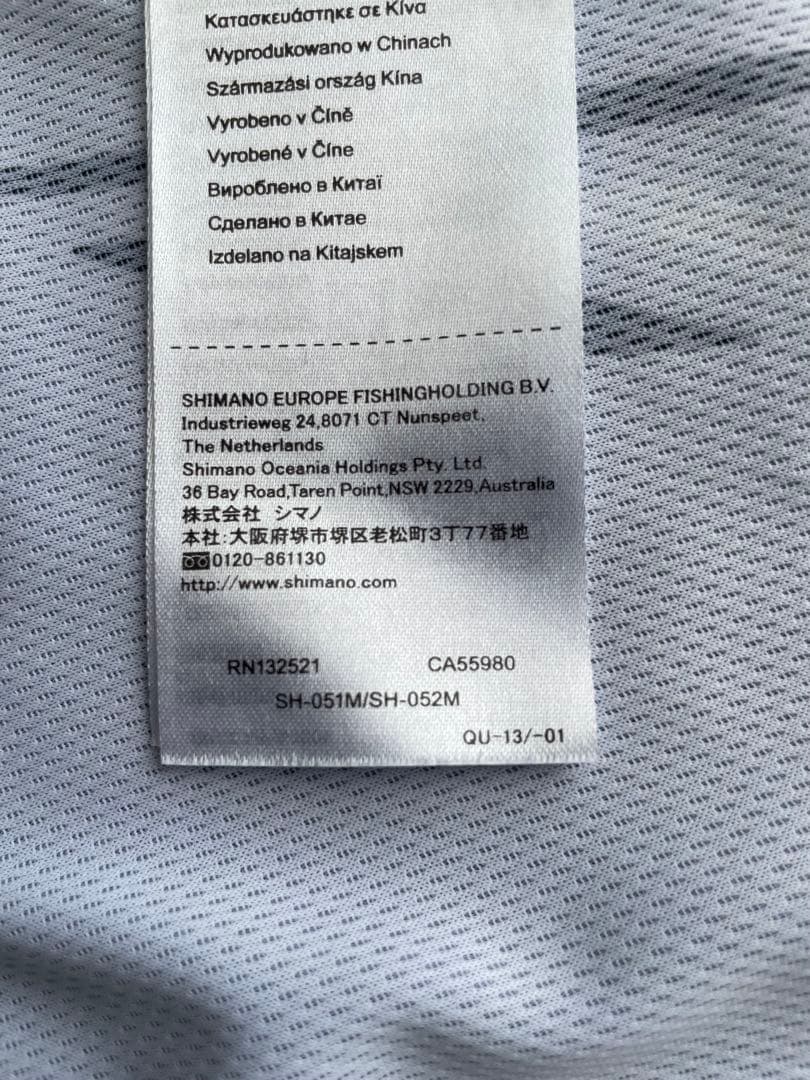 Κατασκευάστηκε σε Κίνα
Wyprodukowano w Chinach
Származási ország Kína
Vyrobeno v Číně
Vyrobené v Číne
Вироблено в Китаї
Сделано в Китае
Izdelano na Kitajskem
SHIMANO EUROPE FISHINGHOLDING B.V.
Industrieweg 24,8071 CT Nunspeet,
The Netherlands
Shimano Oceania Holdings Pty. Ltd.
36 Bay Road,Taren Point,NSW 2229,Australia
株式会社 シマノ
本社:大阪府堺市堺区老松町3丁77番地
0120-861130
http://www.shimano.com
RN132521 CA55980
SH-051M/SH-052M
QU-13/-01